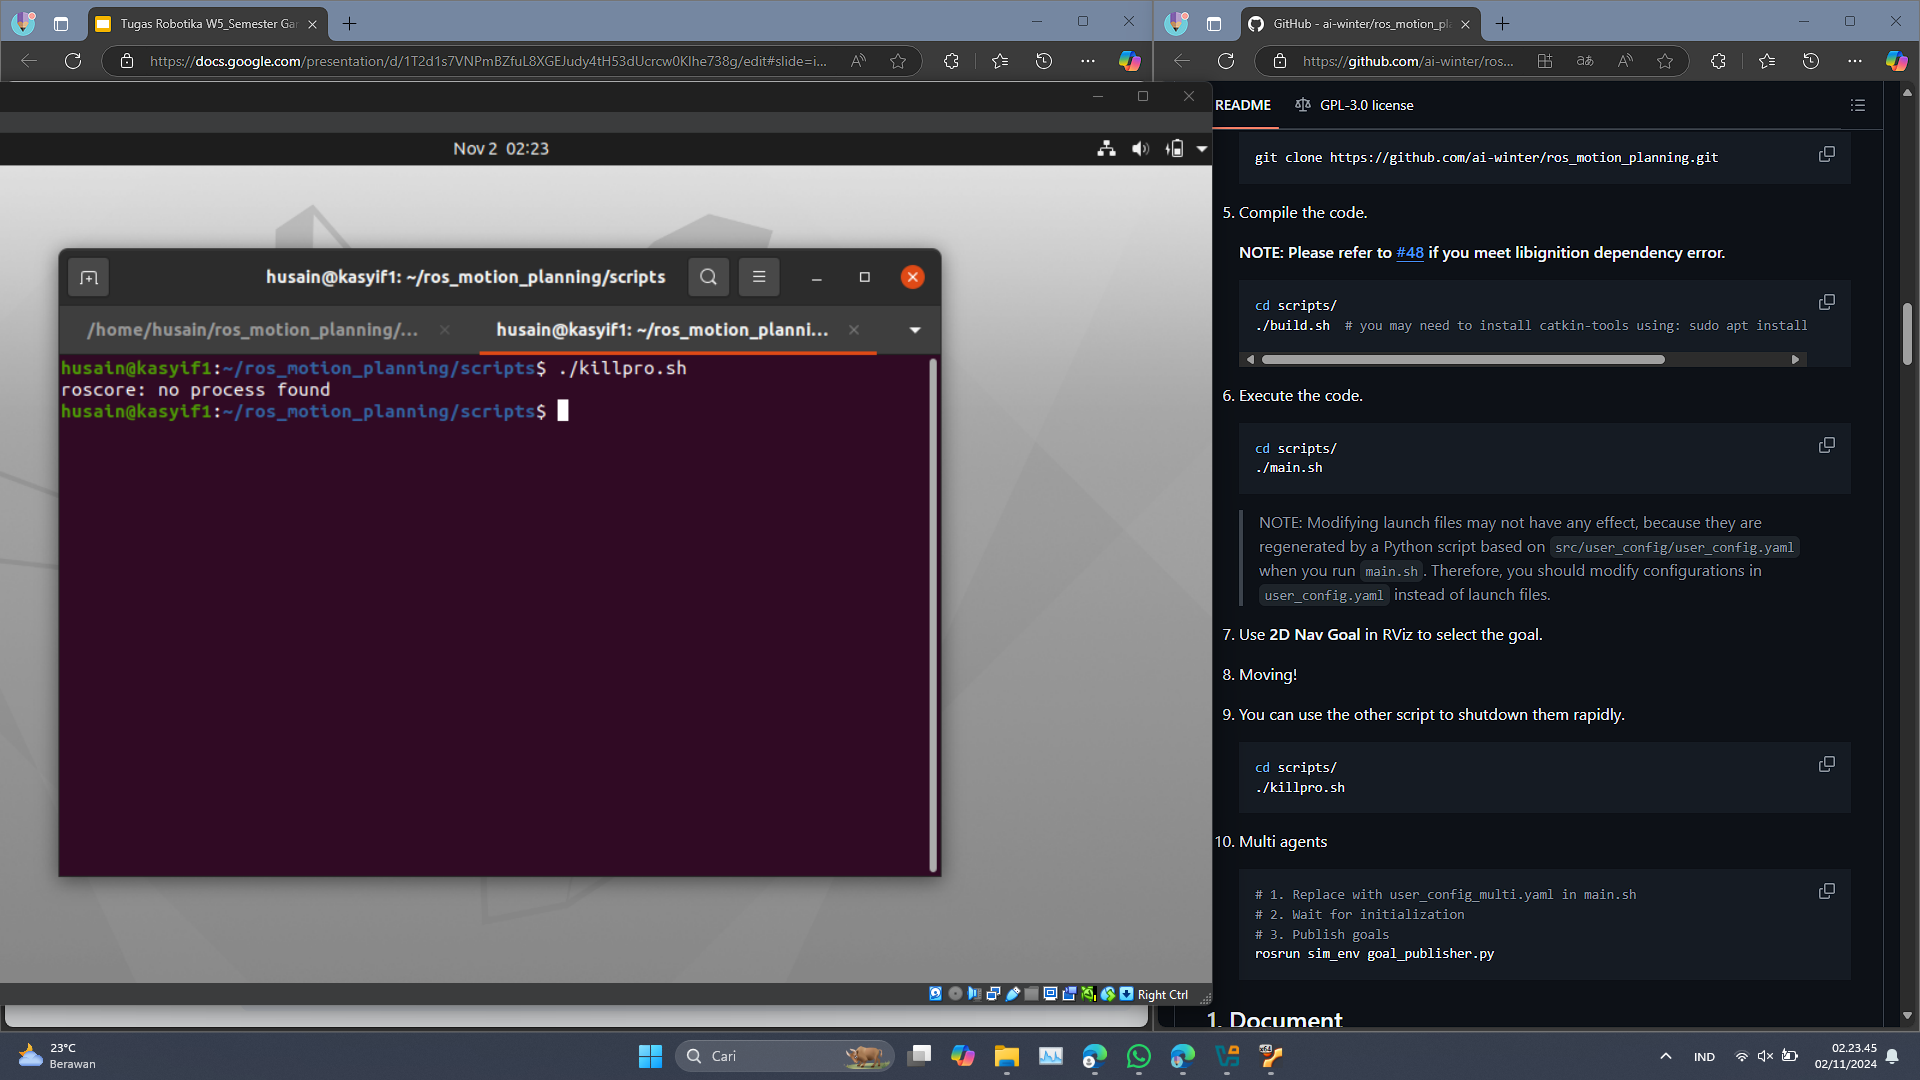 Tugas Robotika W5_Semester Gar
GitHub - ai-winter/ros_motion_pl
https://docs.google.com/presentation/d/1T2d1s7VNPmBZfuL8XGEJudy4tH53dUcrcw0KIhe738g/edit#slide=i...
https://github.com/ai-winter/ros...
Nov 2 02:23
husain@kasyif1: ~/ros_motion_planning/scripts
/home/husain/ros_motion_planning/...
husain@kasyif1: ~/ros_motion_planni...
husain@kasyif1:~/ros_motion_planning/scripts$ ./killpro.sh
roscore: no process found
husain@kasyif1:~/ros_motion_planning/scripts$
Right Ctrl
README
GPL-3.0 license
git clone https://github.com/ai-winter/ros_motion_planning.git
5. Compile the code.
NOTE: Please refer to #48 if you meet libignition dependency error.
cd scripts/
./build.sh # you may need to install catkin-tools using: sudo apt install
6. Execute the code.
cd scripts/
./main.sh
NOTE: Modifying launch files may not have any effect, because they are
regenerated by a Python script based on src/user_config/user_config.yaml
when you run main.sh. Therefore, you should modify configurations in
user_config.yaml instead of launch files.
7. Use 2D Nav Goal in RViz to select the goal.
8. Moving!
9. You can use the other script to shutdown them rapidly.
cd scripts/
./killpro.sh
10. Multi agents
# 1. Replace with user_config_multi.yaml in main.sh
# 2. Wait for initialization
# 3. Publish goals
rosrun sim_env goal_publisher.py
1. Document
23°C
Berawan
Cari
IND
02.23.45
02/11/2024